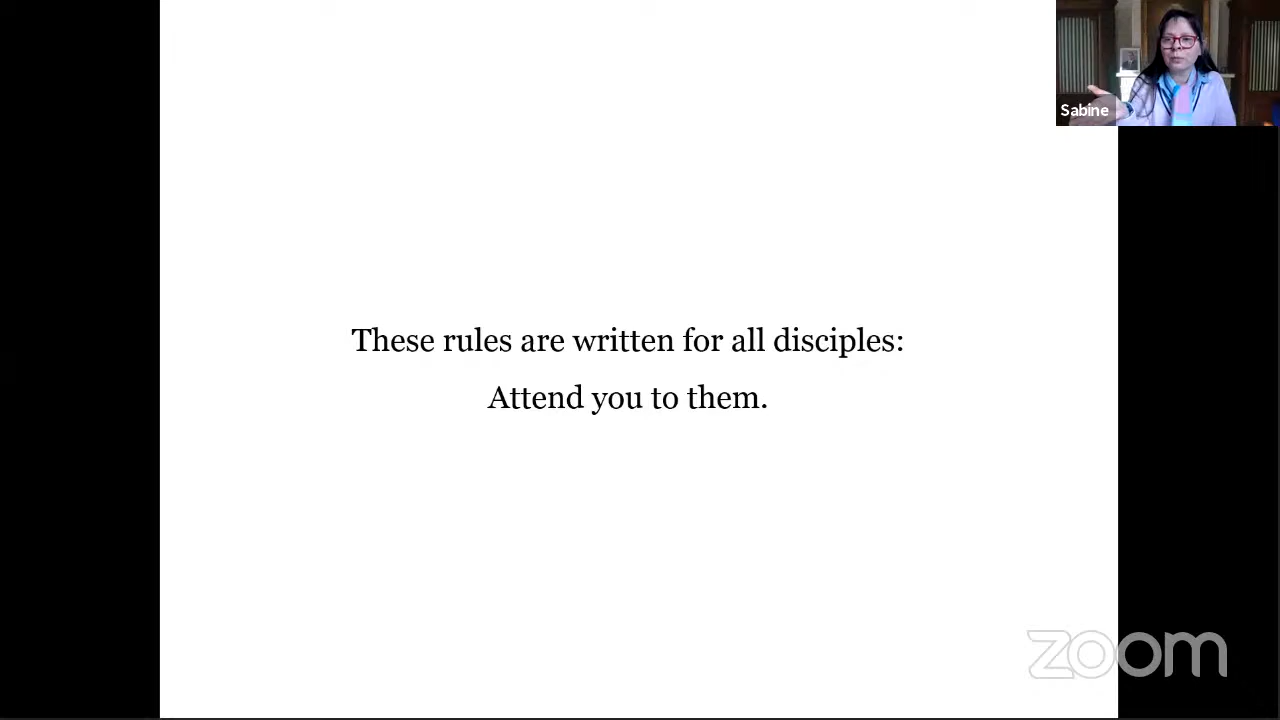 Sabine
These rules are written for all disciples:
Attend you to them.
zoom